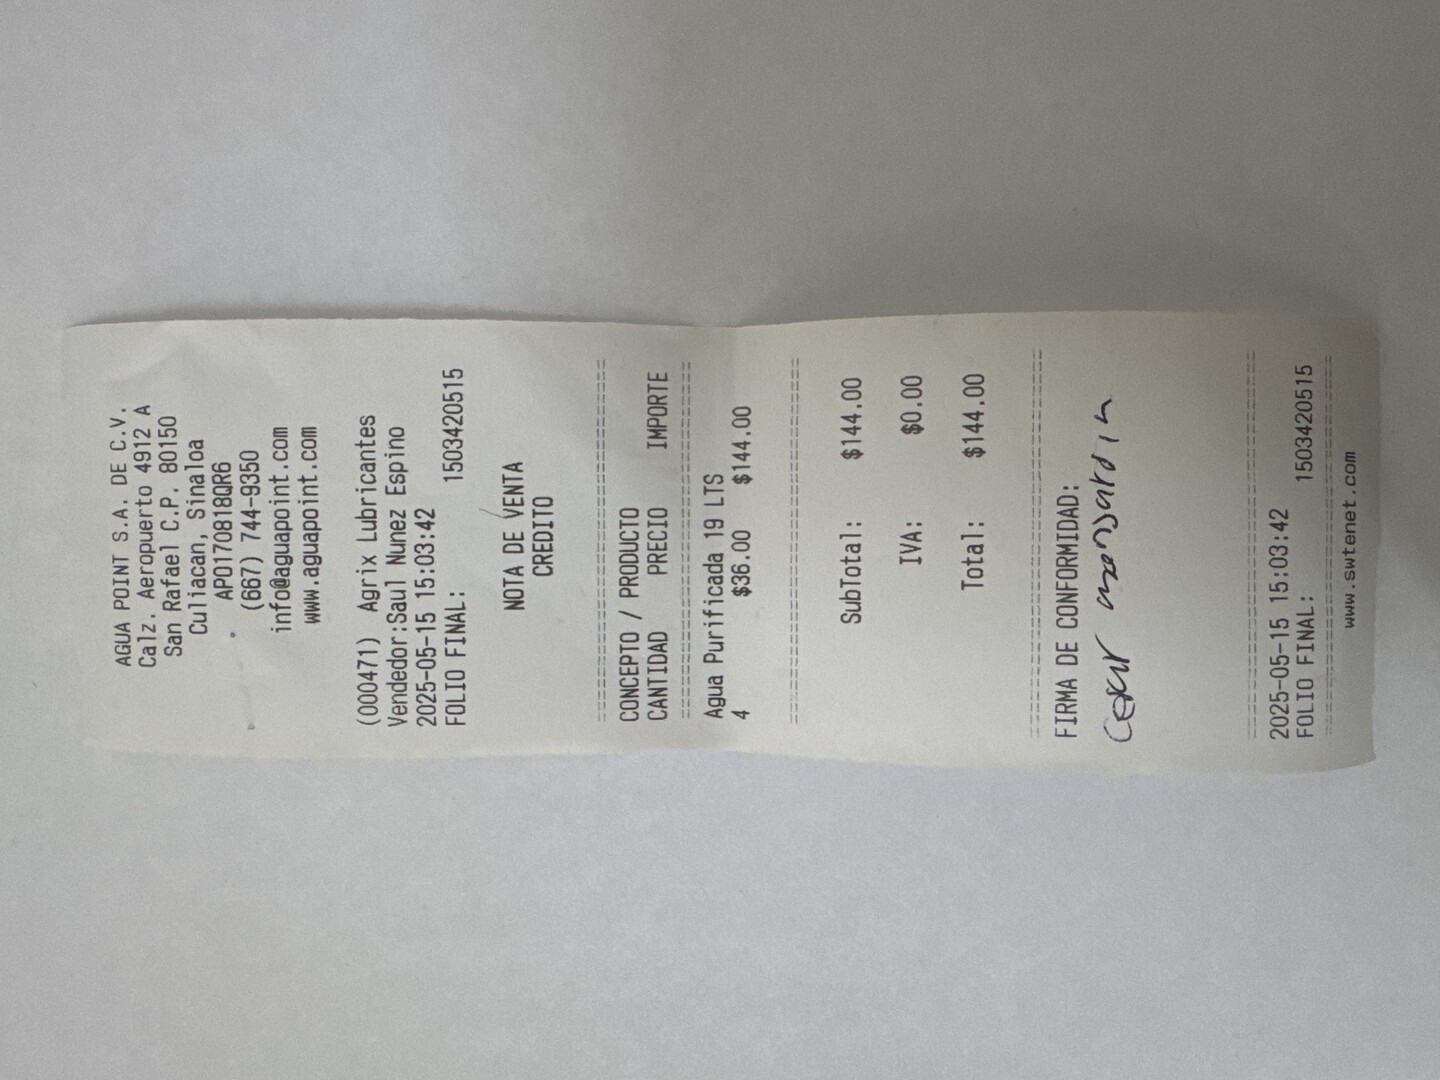 AGUA POINT S.A. DE C.V.
Calz. Aeropuerto 4912 A
San Rafael C.P. 80150
Culiacan, Sinaloa
APO170818QR6
(667) 744-9350
info@aguapoint.com
www.aguapoint.com
(000471) Agrix Lubricantes
Vendedor:Saul Nunez Espino
2025-05-15 15:03:42
FOLIO FINAL: 1503420515
NOTA DE VENTA
CREDITO
CONCEPTO / PRODUCTO
CANTIDAD PRECIO IMPORTE
Agua Purificada 19 LTS
4 $36.00 $144.00
SubTotal: $144.00
IVA: $0.00
Total: $144.00
FIRMA DE CONFORMIDAD:
2025-05-15 15:03:42
FOLIO FINAL: 1503420515
www.swtenet.com